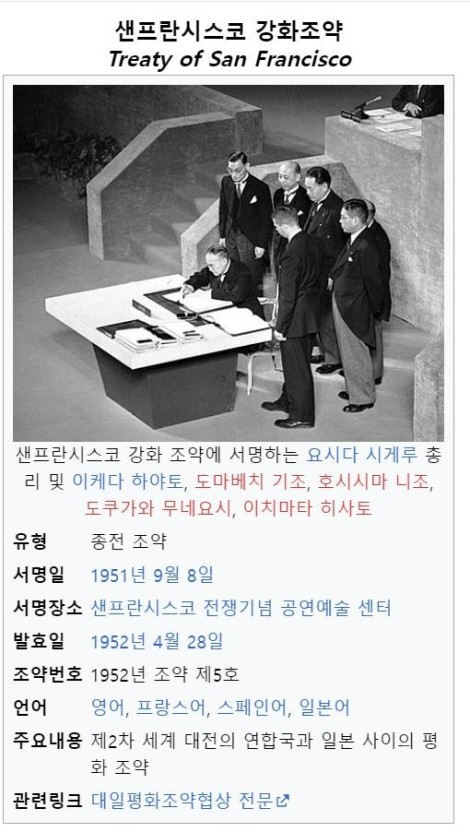 샌프란시스코 강화조약
Treaty of San Francisco
샌프란시스코 강화 조약에 서명하는 요시다 시게루 총
리 및 이케다 하야토, 도마베치 기조, 호시시마 니조,
도쿠가와 무네요시, 이치마타 히사토
유형 종전 조약
서명일 1951년 9월 8일
서명장소 샌프란시스코 전쟁기념 공연예술 센터
발효일 1952년 4월 28일
조약번호 1952년 조약 제5호
언어 영어, 프랑스어, 스페인어, 일본어
주요내용 제2차 세계 대전의 연합국과 일본 사이의 평
화 조약
관련링크 대일평화조약협상 전문